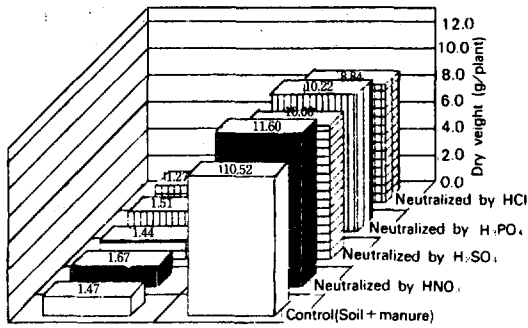 12.0
10.0
8.0
6.0
4.0
2.0
0.0
Dry weight (g/plant)
8.84
10.22
11.60
10.52
1.27
1.51
1.44
1.67
1.47
Neutralized by HCl
Neutralized by H₃PO₄
Neutralized by H₂SO₄
Neutralized by HNO₃
Control(Soil+manure)